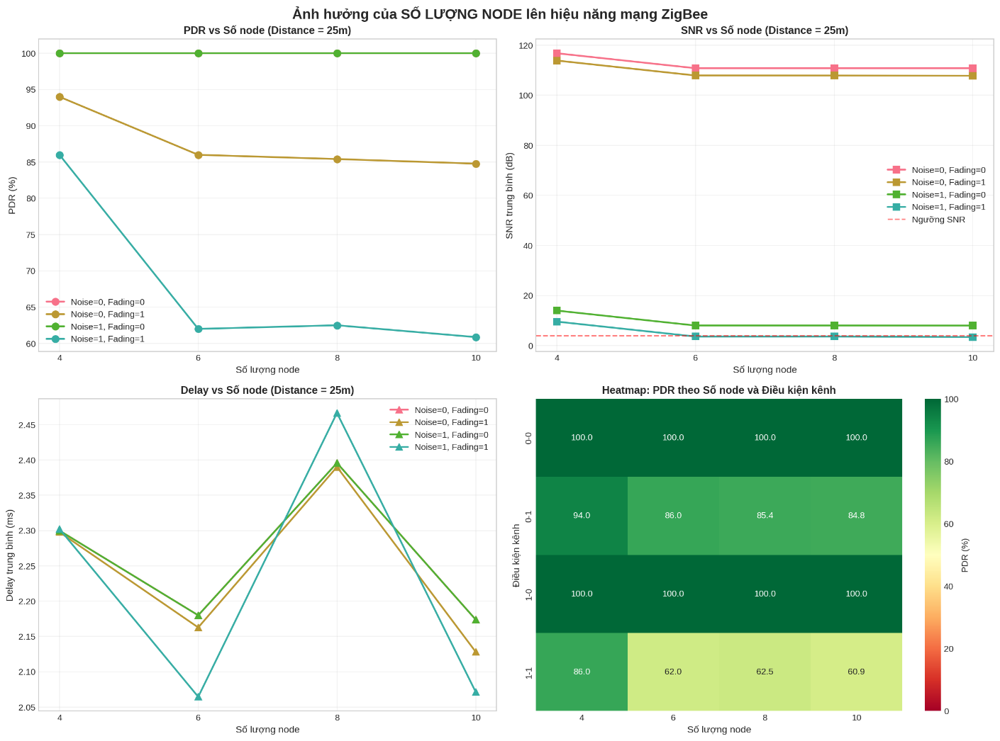 Ảnh hưởng của SỐ LƯỢNG NODE lên hiệu năng mạng ZigBee
PDR vs Số node (Distance = 25m)
100
95
90
85
80
75
70
65
60
PDR (%)
Noise=0, Fading=0
Noise=0, Fading=1
Noise=1, Fading=0
Noise=1, Fading=1
4 6 8 10
Số lượng node
SNR vs Số node (Distance = 25m)
120
100
80
60
40
20
0
SNR trung bình (dB)
Noise=0, Fading=0
Noise=0, Fading=1
Noise=1, Fading=0
Noise=1, Fading=1
Ngưỡng SNR
4 6 8 10
Số lượng node
Delay vs Số node (Distance = 25m)
2.45
2.40
2.35
2.30
2.25
2.20
2.15
2.10
2.05
Delay trung bình (ms)
Noise=0, Fading=0
Noise=0, Fading=1
Noise=1, Fading=0
Noise=1, Fading=1
4 6 8 10
Số lượng node
Heatmap: PDR theo Số node và Điều kiện kênh
Điều kiện kênh
0-0 100.0 100.0 100.0 100.0
0-1 94.0 86.0 85.4 84.8
1-0 100.0 100.0 100.0 100.0
1-1 86.0 62.0 62.5 60.9
4 6 8 10
Số lượng node
100
80
60
40
20
0
PDR (%)